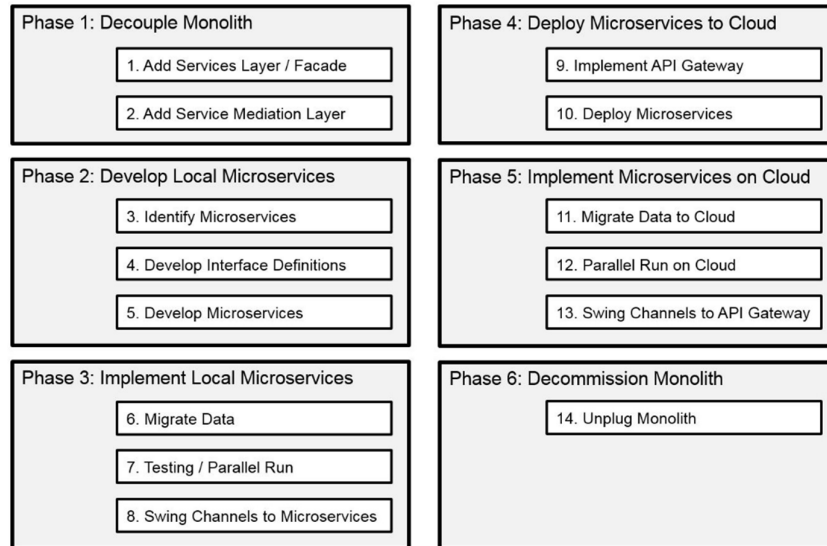 Phase 1: Decouple Monolith
1. Add Services Layer / Facade
2. Add Service Mediation Layer
Phase 2: Develop Local Microservices
3. Identify Microservices
4. Develop Interface Definitions
5. Develop Microservices
Phase 3: Implement Local Microservices
6. Migrate Data
7. Testing / Parallel Run
8. Swing Channels to Microservices
Phase 4: Deploy Microservices to Cloud
9. Implement API Gateway
10. Deploy Microservices
Phase 5: Implement Microservices on Cloud
11. Migrate Data to Cloud
12. Parallel Run on Cloud
13. Swing Channels to API Gateway
Phase 6: Decommission Monolith
14. Unplug Monolith